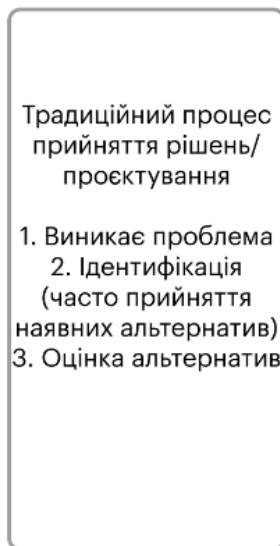 Традиційний процес
прийняття рішень/
проєктування
1. Виникає проблема
2. Ідентифікація
(часто прийняття
наявних альтернатив)
3. Оцінка альтернатив